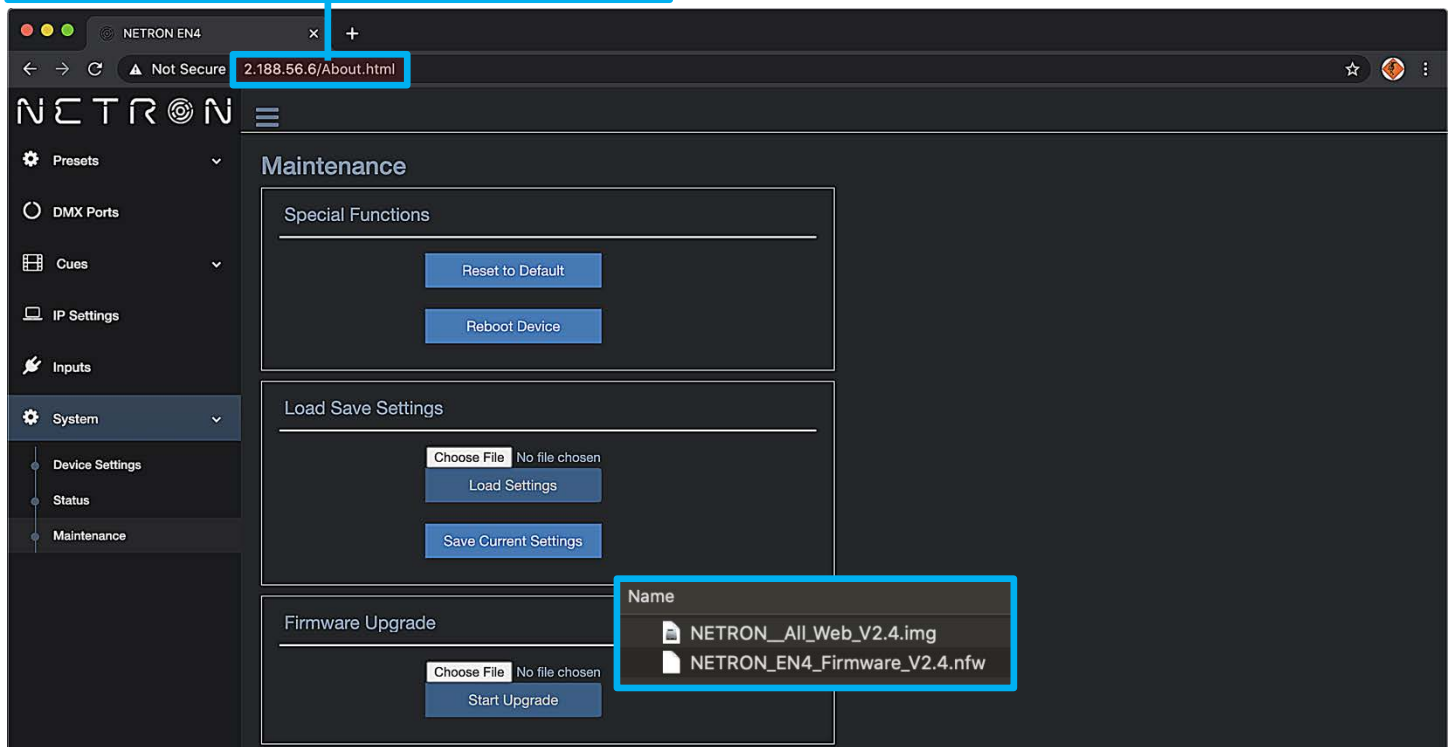 NETRON EN4
Not Secure 2.188.56.6/About.html
NETRON
Presets
DMX Ports
Cues
IP Settings
Inputs
System
Device Settings
Status
Maintenance
Maintenance
Special Functions
Reset to Default
Reboot Device
Load Save Settings
Choose File No file chosen
Load Settings
Save Current Settings
Firmware Upgrade
Choose File No file chosen
Start Upgrade
Name
NETRON__All_Web_V2.4.img
NETRON_EN4_Firmware_V2.4.nfw